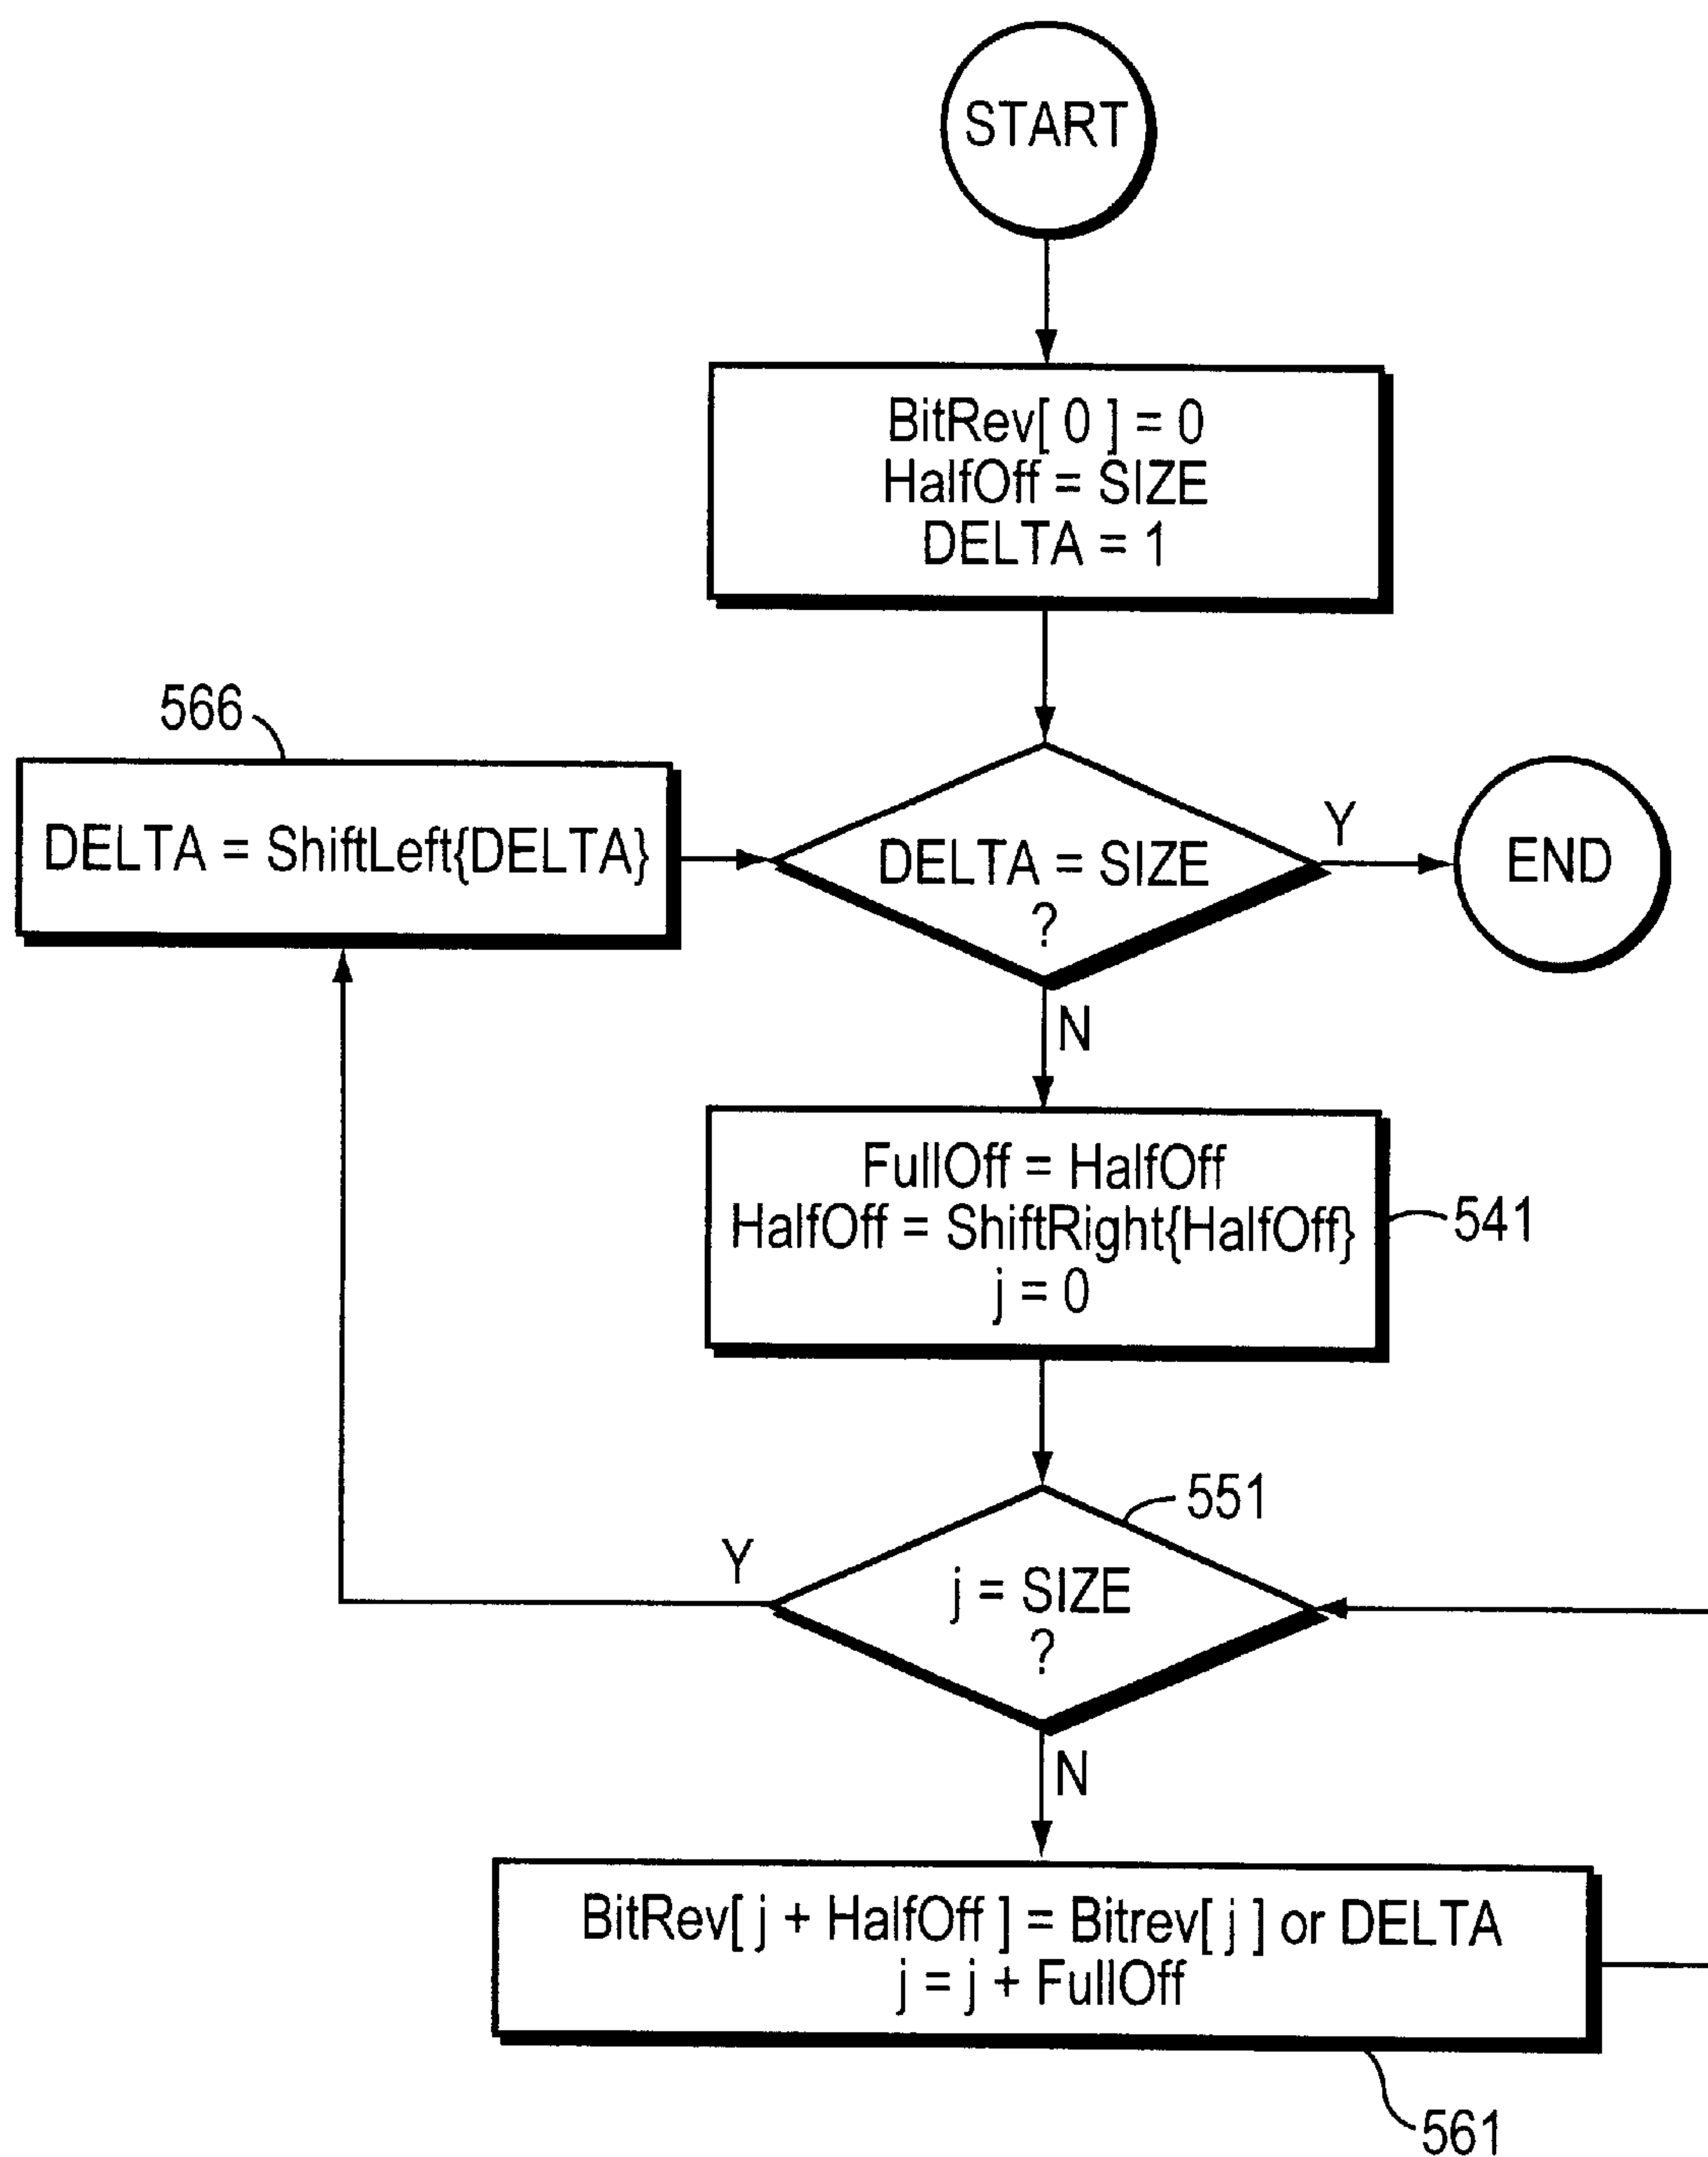 START
BitRev[ 0 ] = 0
HalfOff = SIZE
DELTA = 1
566
DELTA = ShiftLeft{DELTA}
DELTA = SIZE
?
Y
END
N
FullOff = HalfOff
HalfOff = ShiftRight{HalfOff}
j = 0
541
551
Y
j = SIZE
?
N
BitRev[ j + HalfOff ] = Bitrev[ j ] or DELTA
j = j + FullOff
561